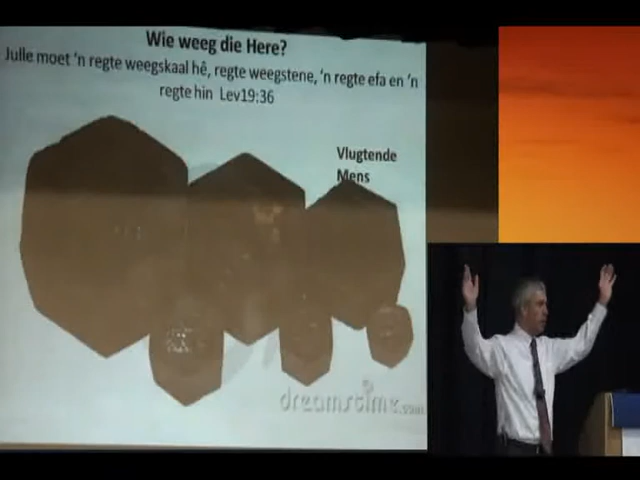 Wie weeg die Here?
Julle moet 'n regte weegskaal hê, regte weegstene, 'n regte efa en 'n
regte hin Lev19:36
Vlugtende
Mens
dreamstime.com